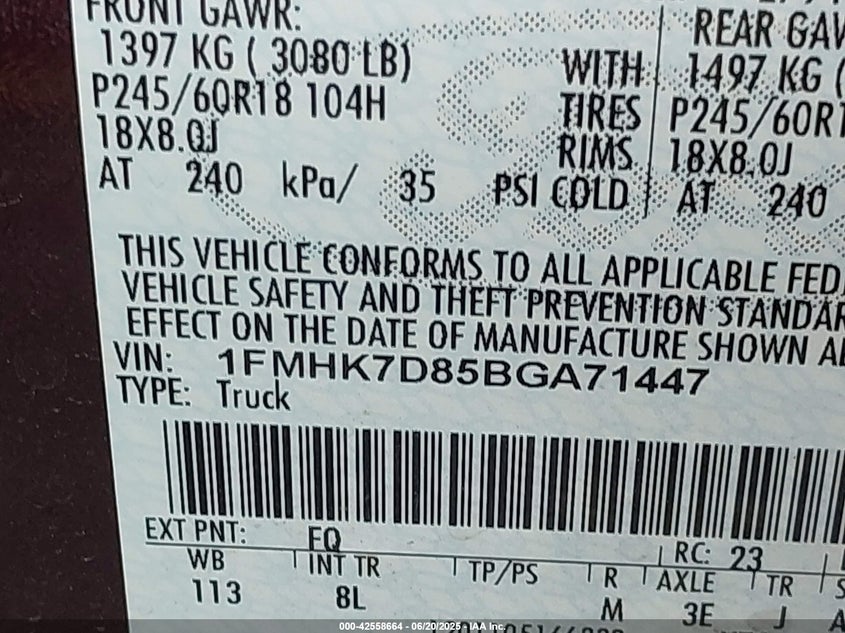 FRONT GAWR:
1397 KG ( 3080 LB)
P245/60R18 104H
18X8.0J
AT 240 kPa/ 35 PSI COLD
WITH
TIRES
RIMS
REAR GAW
1497 KG (
P245/60R1
18X8.0J
AT 240
THIS VEHICLE CONFORMS TO ALL APPLICABLE FED
VEHICLE SAFETY AND THEFT PREVENTION STANDAR
EFFECT ON THE DATE OF MANUFACTURE SHOWN A
VIN: 1FMHK7D85BGA71447
TYPE: Truck
EXT PNT: FQ RC: 23
WB INT TR TP/PS R AXLE TR S
113 8L M 3E J A
000-42558664 - 06/20/2025 - IAA, Inc.